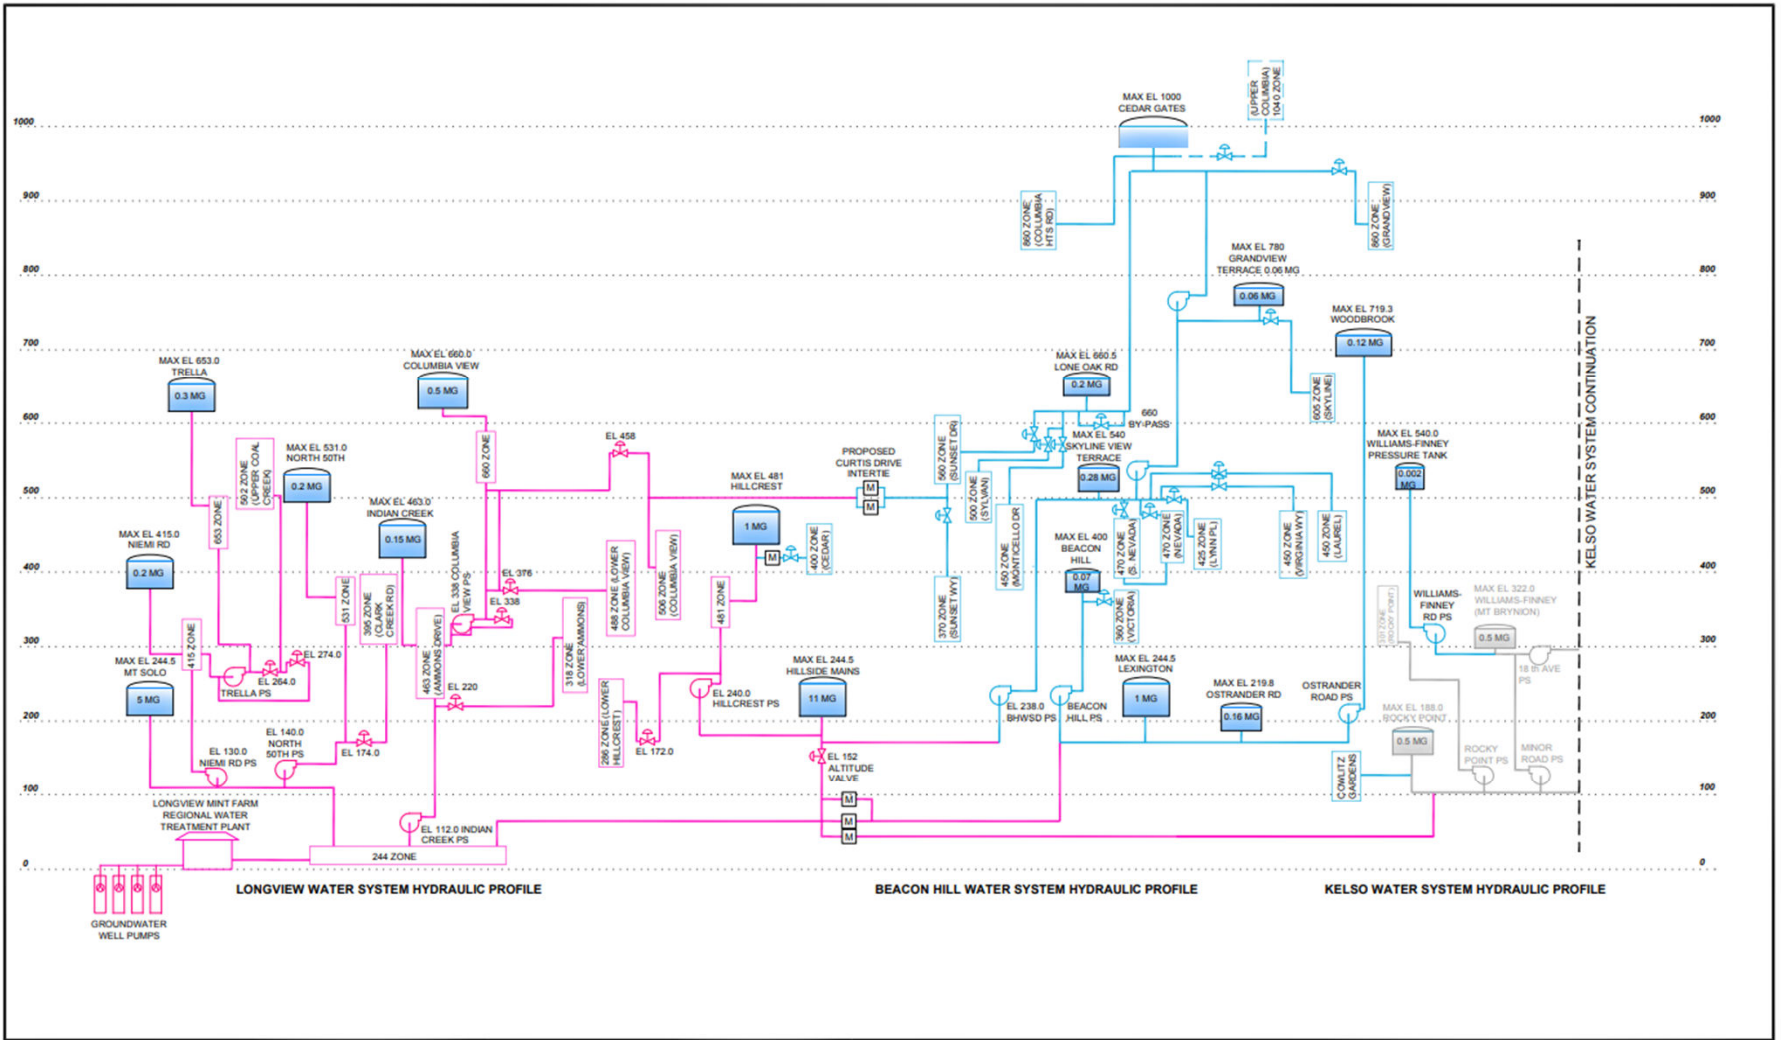 MAX EL 1000
CEDAR GATES
(UPPER
COLIMBIA)
1040 ZONE
1000
1000
900
900
860 ZONE
(COLUMBIA
HTS RD)
860 ZONE
(GRANDVIEW)
MAX EL 780
GRANDVIEW
TERRACE 0.06 MG
0.06 MG
800
800
MAX EL 719.3
WOODBROOK
0.12 MG
700
700
MAX EL 653.0
TRELLA
0.3 MG
MAX EL 660.0
COLUMBIA VIEW
0.5 MG
MAX EL 660.5
LONE OAK RD
0.2 MG
605 ZONE
(SKYLINE)
600
600
660
BY-PASS
660 ZONE
EL 458
502 ZONE
(UPPER COAL
CREEK)
MAX EL 531.0
NORTH 50TH
0.2 MG
PROPOSED
CURTIS DRIVE
INTERTIE
M
M
560 ZONE
(SUNSET DR)
500 ZONE
(SYLVAN)
MAX EL 540
SKYLINE VIEW
TERRACE
0.28 MG
MAX EL 540.0
WILLIAMS-FINNEY
PRESSURE TANK
0.002
MG
MAX EL 481
HILLCREST
1 MG
500
500
653 ZONE
MAX EL 463.0
INDIAN CREEK
0.15 MG
MAX EL 415.0
NIEMI RD
0.2 MG
M
400 ZONE
(CEDAR)
450 ZONE
(MONTICELLO DR
MAX EL 400
BEACON
HILL
0.07
MG
470 ZONE
(S. NEVADA)
470 ZONE
(NEVADA)
425 ZONE
(LYNN PL)
450 ZONE
(VIRGINIA WY)
450 ZONE
(LAUREL)
KELSO WATER SYSTEM CONTINUATION
400
400
531 ZONE
395 ZONE
(CLARK
CREEK RD)
EL 338 COLUMBIA
VIEW PS
EL 376
EL 338
488 ZONE (LOWER
COLUMBIA VIEW)
506 ZONE
(COLUMBIA VIEW)
481 ZONE
370 ZONE
(SUNSET WY)
360 ZONE
(VICTORIA)
WILLIAMS-
FINNEY
RD PS
MAX EL 322.0
WILLIAMS-FINNEY
(MT BRYNION)
0.5 MG
(ROCKY POINT)
300
300
415 ZONE
MAX EL 244.5
MT SOLO
5 MG
TRELLA PS
EL 264.0
EL 274.0
463 ZONE
(AMMONS DRIVE)
EL 220
318 ZONE
(LOWER AMMONS)
286 ZONE (LOWER
HILLCREST)
EL 240.0
HILLCREST PS
MAX EL 244.5
HILLSIDE MAINS
11 MG
EL 238.0
BHWSD PS
BEACON
HILL PS
MAX EL 244.5
LEXINGTON
1 MG
MAX EL 219.8
OSTRANDER RD
0.16 MG
OSTRANDER
ROAD PS
18 th AVE
PS
200
200
MAX EL 188.0
ROCKY POINT
0.5 MG
EL 130.0
NIEMI RD PS
EL 140.0
NORTH
50TH PS
EL 174.0
EL 172.0
EL 152
ALTITUDE
VALVE
COWLITZ
GARDENS
ROCKY
POINT PS
MINOR
ROAD PS
100
100
LONGVIEW MINT FARM
REGIONAL WATER
TREATMENT PLANT
EL 112.0 INDIAN
CREEK PS
M
M
M
244 ZONE
0
0
LONGVIEW WATER SYSTEM HYDRAULIC PROFILE
BEACON HILL WATER SYSTEM HYDRAULIC PROFILE
KELSO WATER SYSTEM HYDRAULIC PROFILE
GROUNDWATER
WELL PUMPS